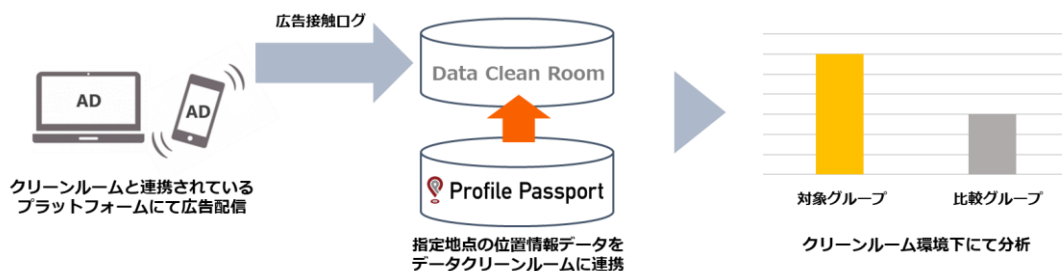 広告接触ログ
AD
AD
Data Clean Room
Profile Passport
クリーンルームと連携されている
プラットフォームにて広告配信
指定地点の位置情報データを
データクリーンルームに連携
対象グループ
比較グループ
クリーンルーム環境下にて分析